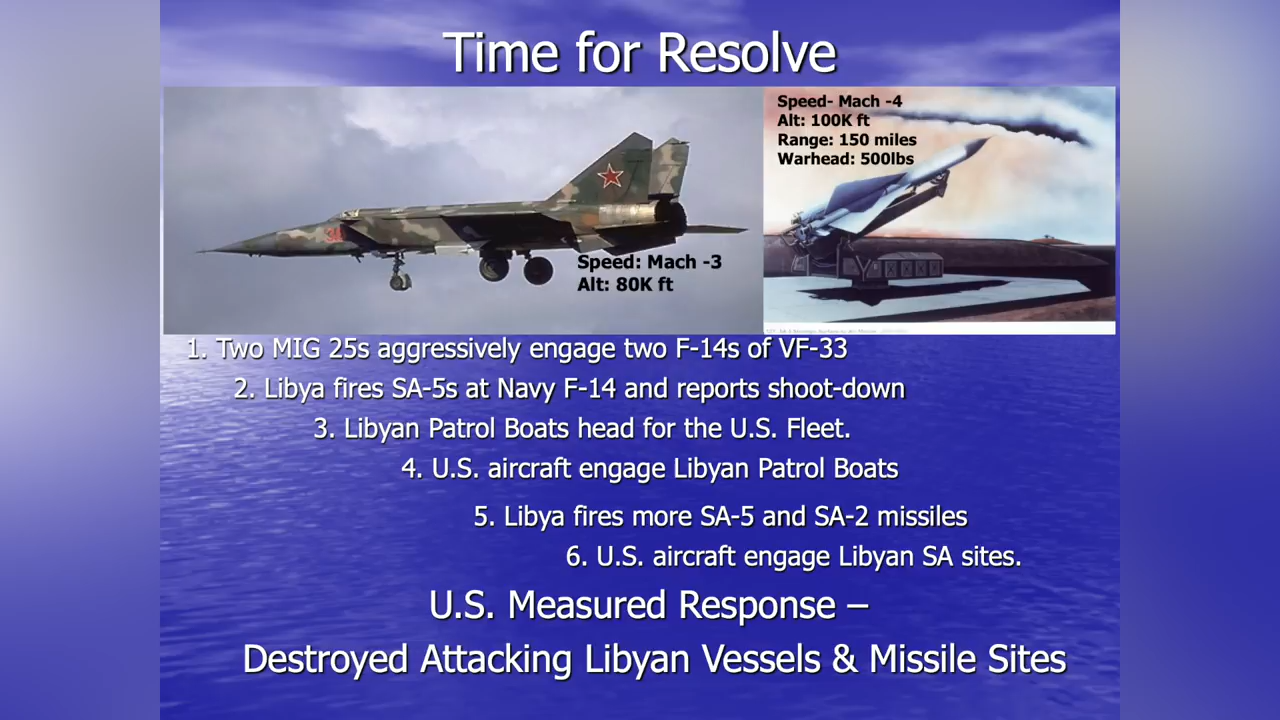 Time for Resolve
Speed- Mach -4
Alt: 100K ft
Range: 150 miles
Warhead: 500lbs
Speed: Mach -3
Alt: 80K ft
1. Two MIG 25s aggressively engage two F-14s of VF-33
2. Libya fires SA-5s at Navy F-14 and reports shoot-down
3. Libyan Patrol Boats head for the U.S. Fleet.
4. U.S. aircraft engage Libyan Patrol Boats
5. Libya fires more SA-5 and SA-2 missiles
6. U.S. aircraft engage Libyan SA sites.
U.S. Measured Response –
Destroyed Attacking Libyan Vessels & Missile Sites